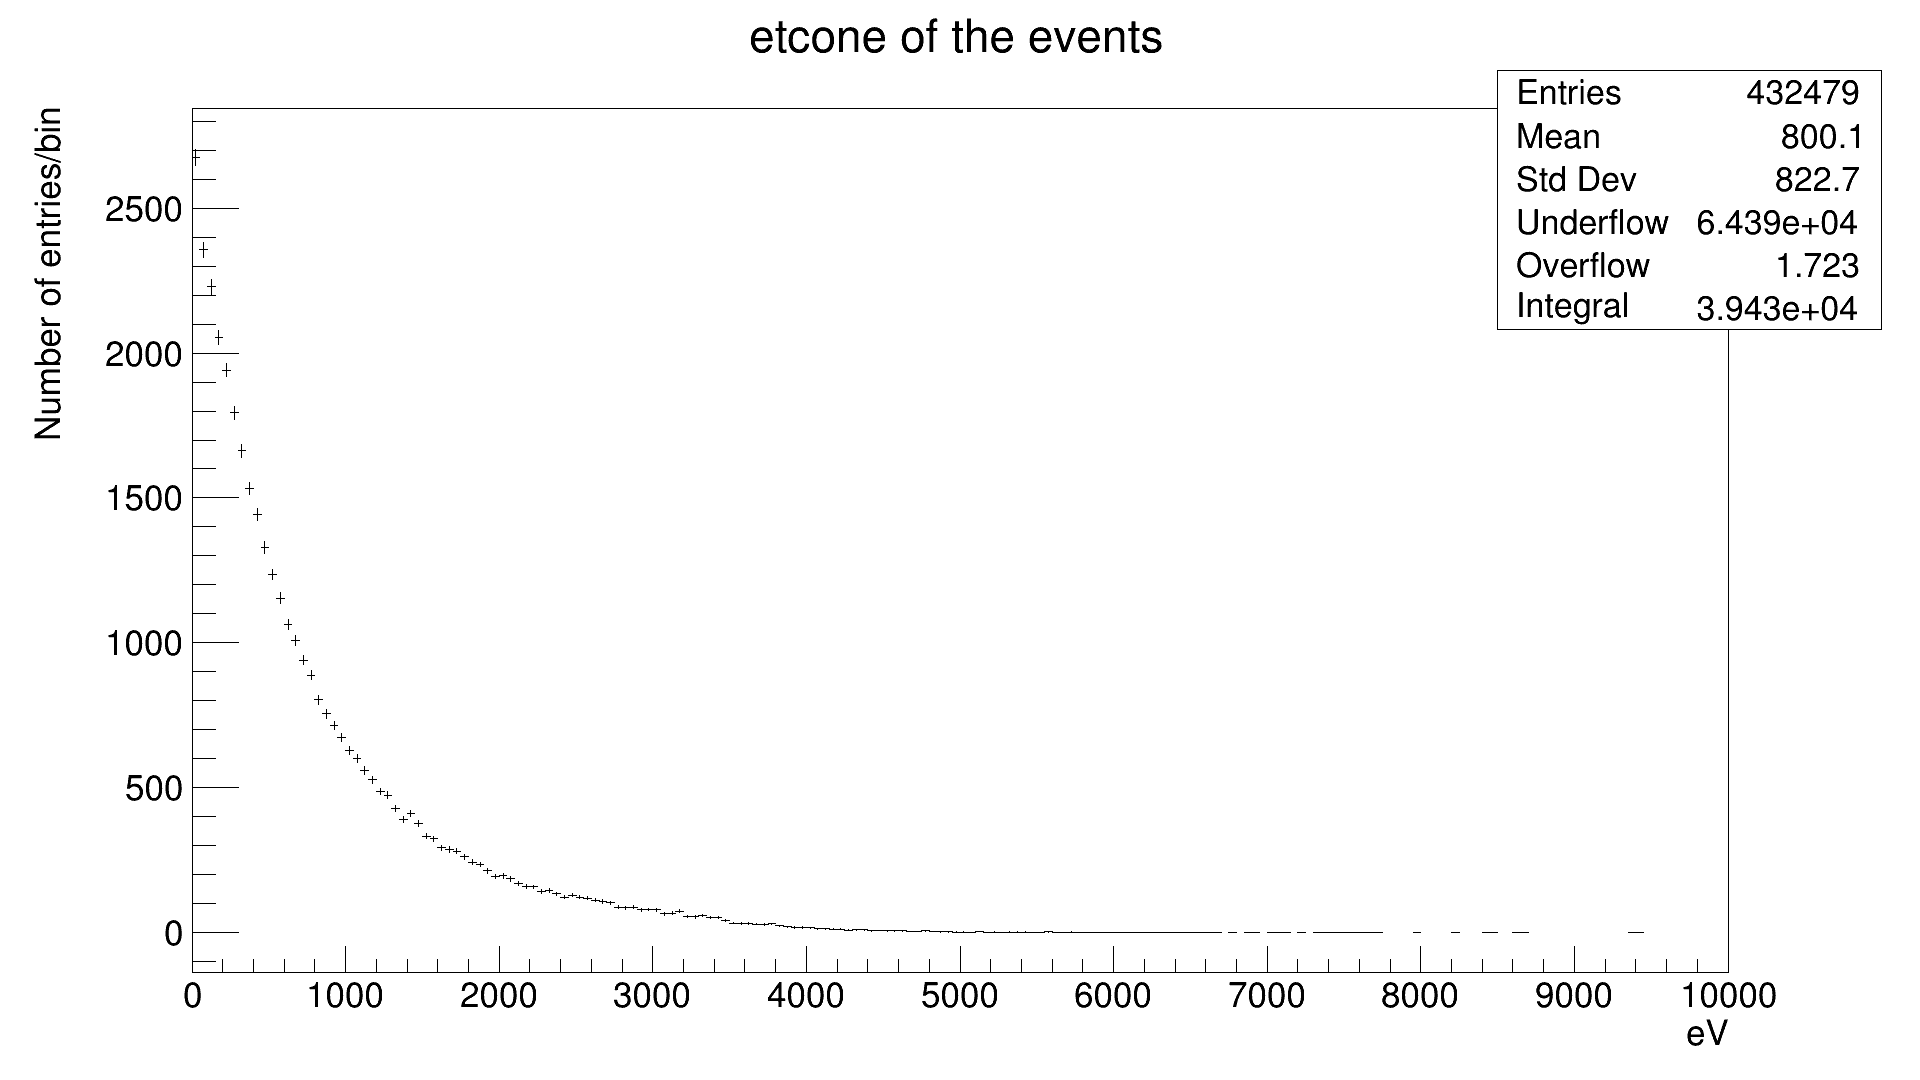 etcone of the events
Entries 432479
Mean 800.1
Std Dev 822.7
Underflow 6.439e+04
Overflow 1.723
Integral 3.943e+04
Number of entries/bin
2500
2000
1500
1000
500
0
0 1000 2000 3000 4000 5000 6000 7000 8000 9000 10000
eV